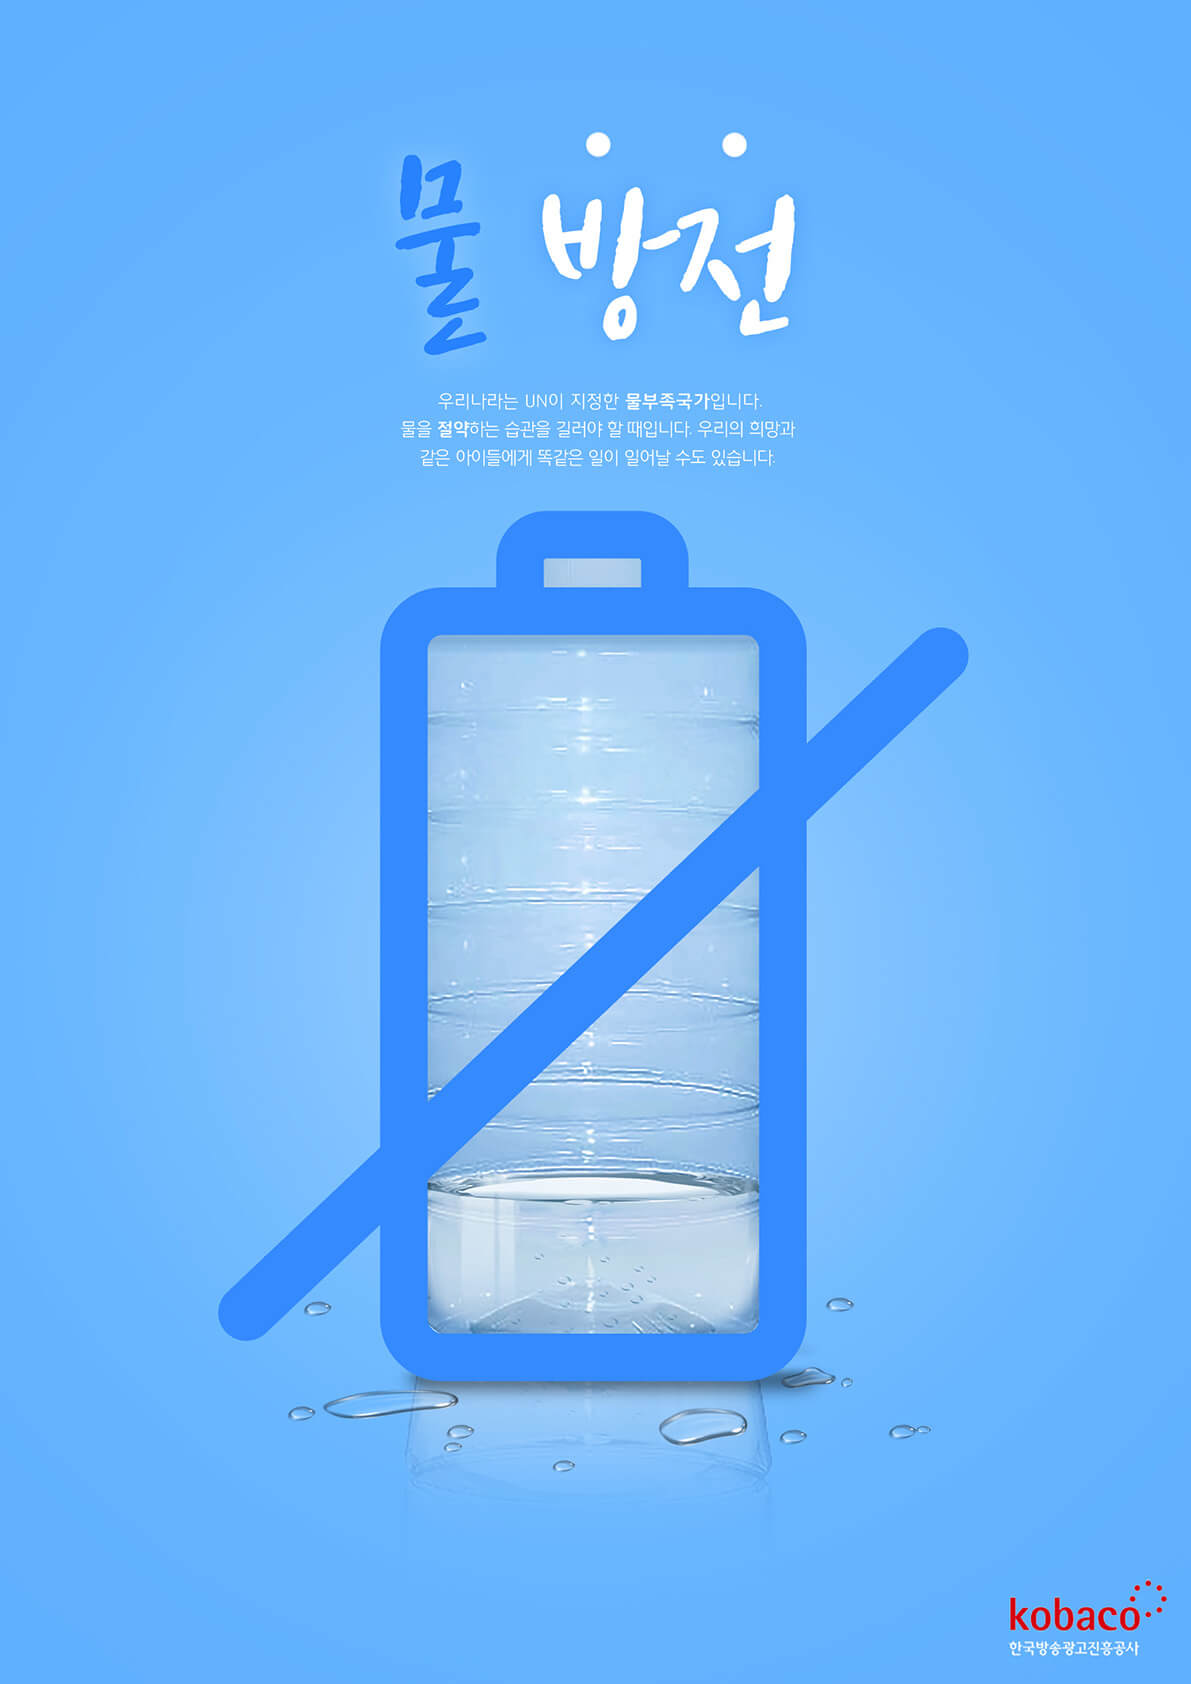 물 방전
우리나라는 UN이 지정한 물부족국가입니다.
물을 절약하는 습관을 길러야 할 때입니다. 우리의 희망과
같은 아이들에게 똑같은 일이 일어날 수도 있습니다.
kobaco
한국방송광고진흥공사